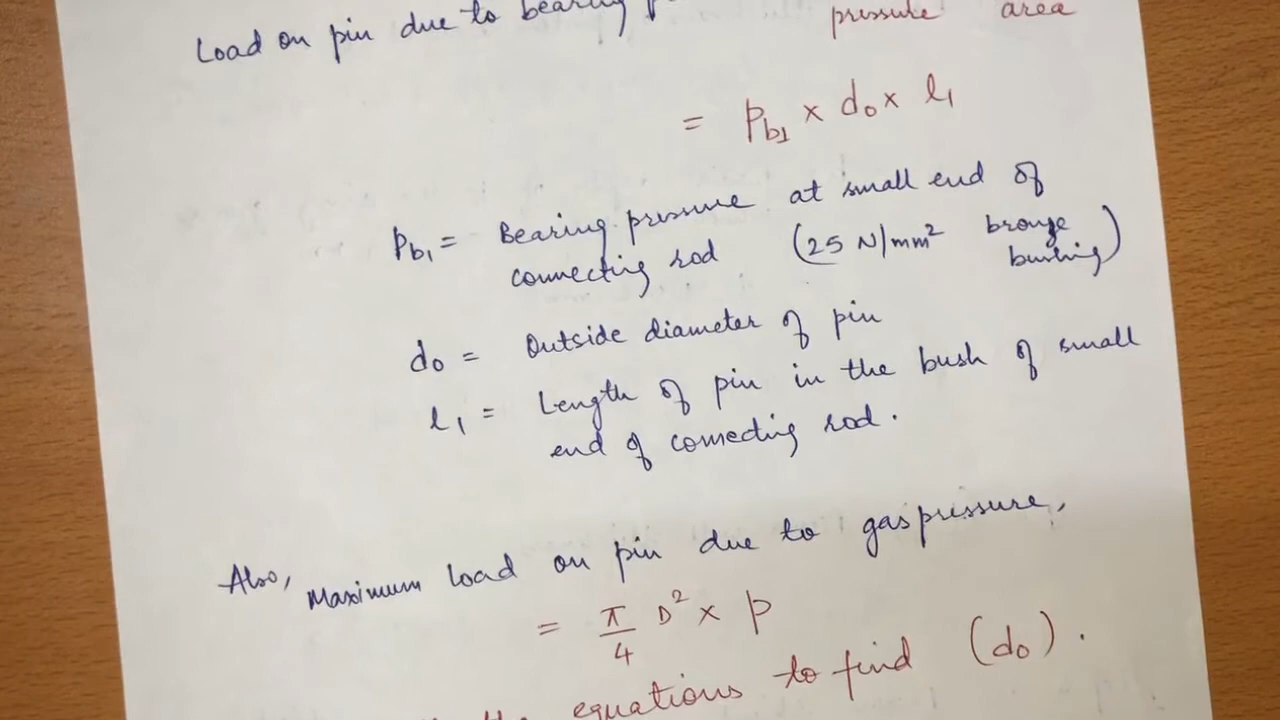 Load on pin due to bearing
pressure area
= Pb1 × do × l1
Pb1 = Bearing pressure at small end of
connecting rod (25 N/mm² bronze
bushing)
do = Outside diameter of pin
l1 = Length of pin in the bush of small
end of connecting rod.
Also, Maximum Load on pin due to gas pressure,
= π/4 D² × p
equations to find (do).